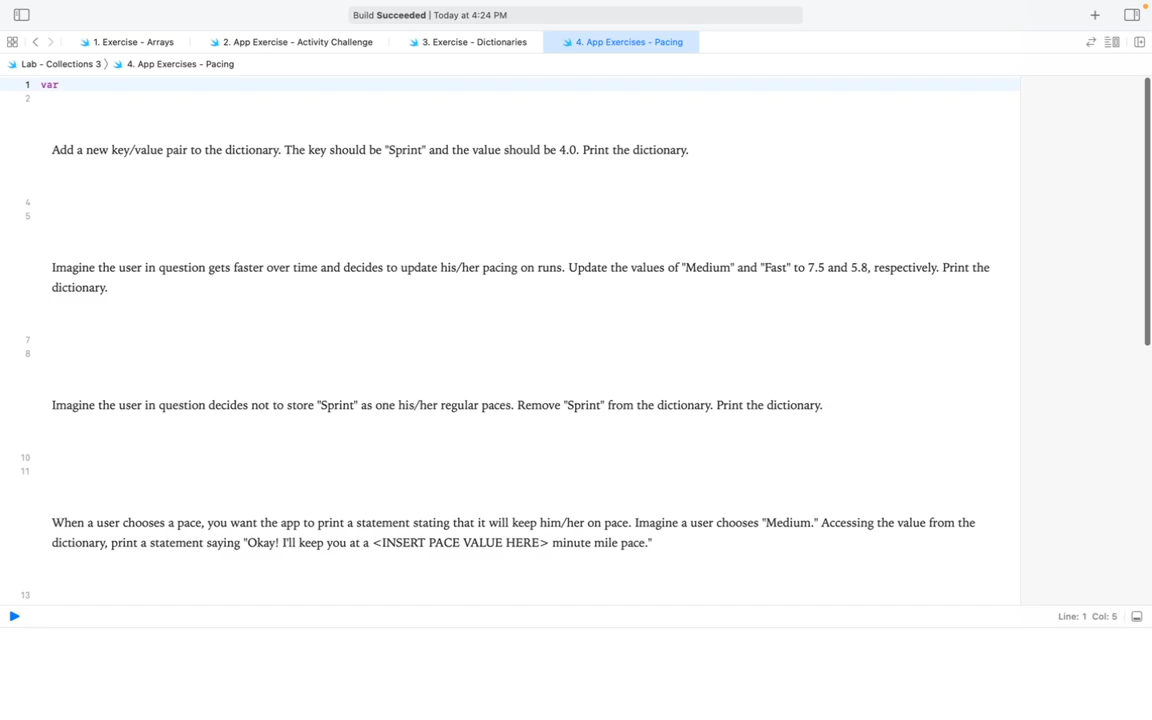 Build Succeeded | Today at 4:24 PM
1. Exercise - Arrays
2. App Exercise - Activity Challenge
3. Exercise - Dictionaries
4. App Exercises - Pacing
Lab - Collections 3 〉 4. App Exercises - Pacing
1 var
2
Add a new key/value pair to the dictionary. The key should be "Sprint" and the value should be 4.0. Print the dictionary.
4
5
Imagine the user in question gets faster over time and decides to update his/her pacing on runs. Update the values of "Medium" and "Fast" to 7.5 and 5.8, respectively. Print the
dictionary.
7
8
Imagine the user in question decides not to store "Sprint" as one his/her regular paces. Remove "Sprint" from the dictionary. Print the dictionary.
10
11
When a user chooses a pace, you want the app to print a statement stating that it will keep him/her on pace. Imagine a user chooses "Medium." Accessing the value from the
dictionary, print a statement saying "Okay! I'll keep you at a <INSERT PACE VALUE HERE> minute mile pace."
13
Line: 1 Col: 5